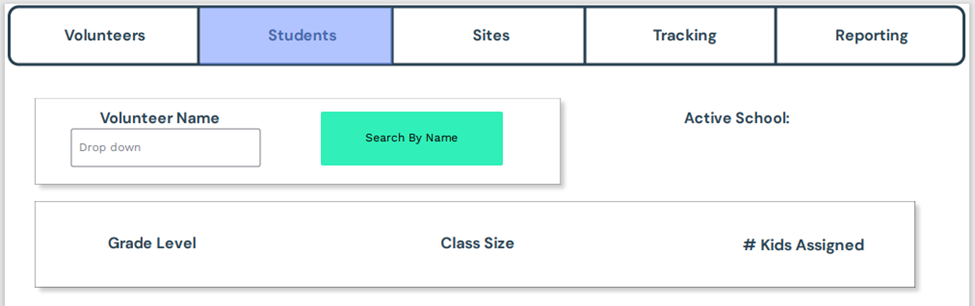 Volunteers
Students
Sites
Tracking
Reporting
Volunteer Name
Drop down
Search By Name
Active School:
Grade Level
Class Size
# Kids Assigned